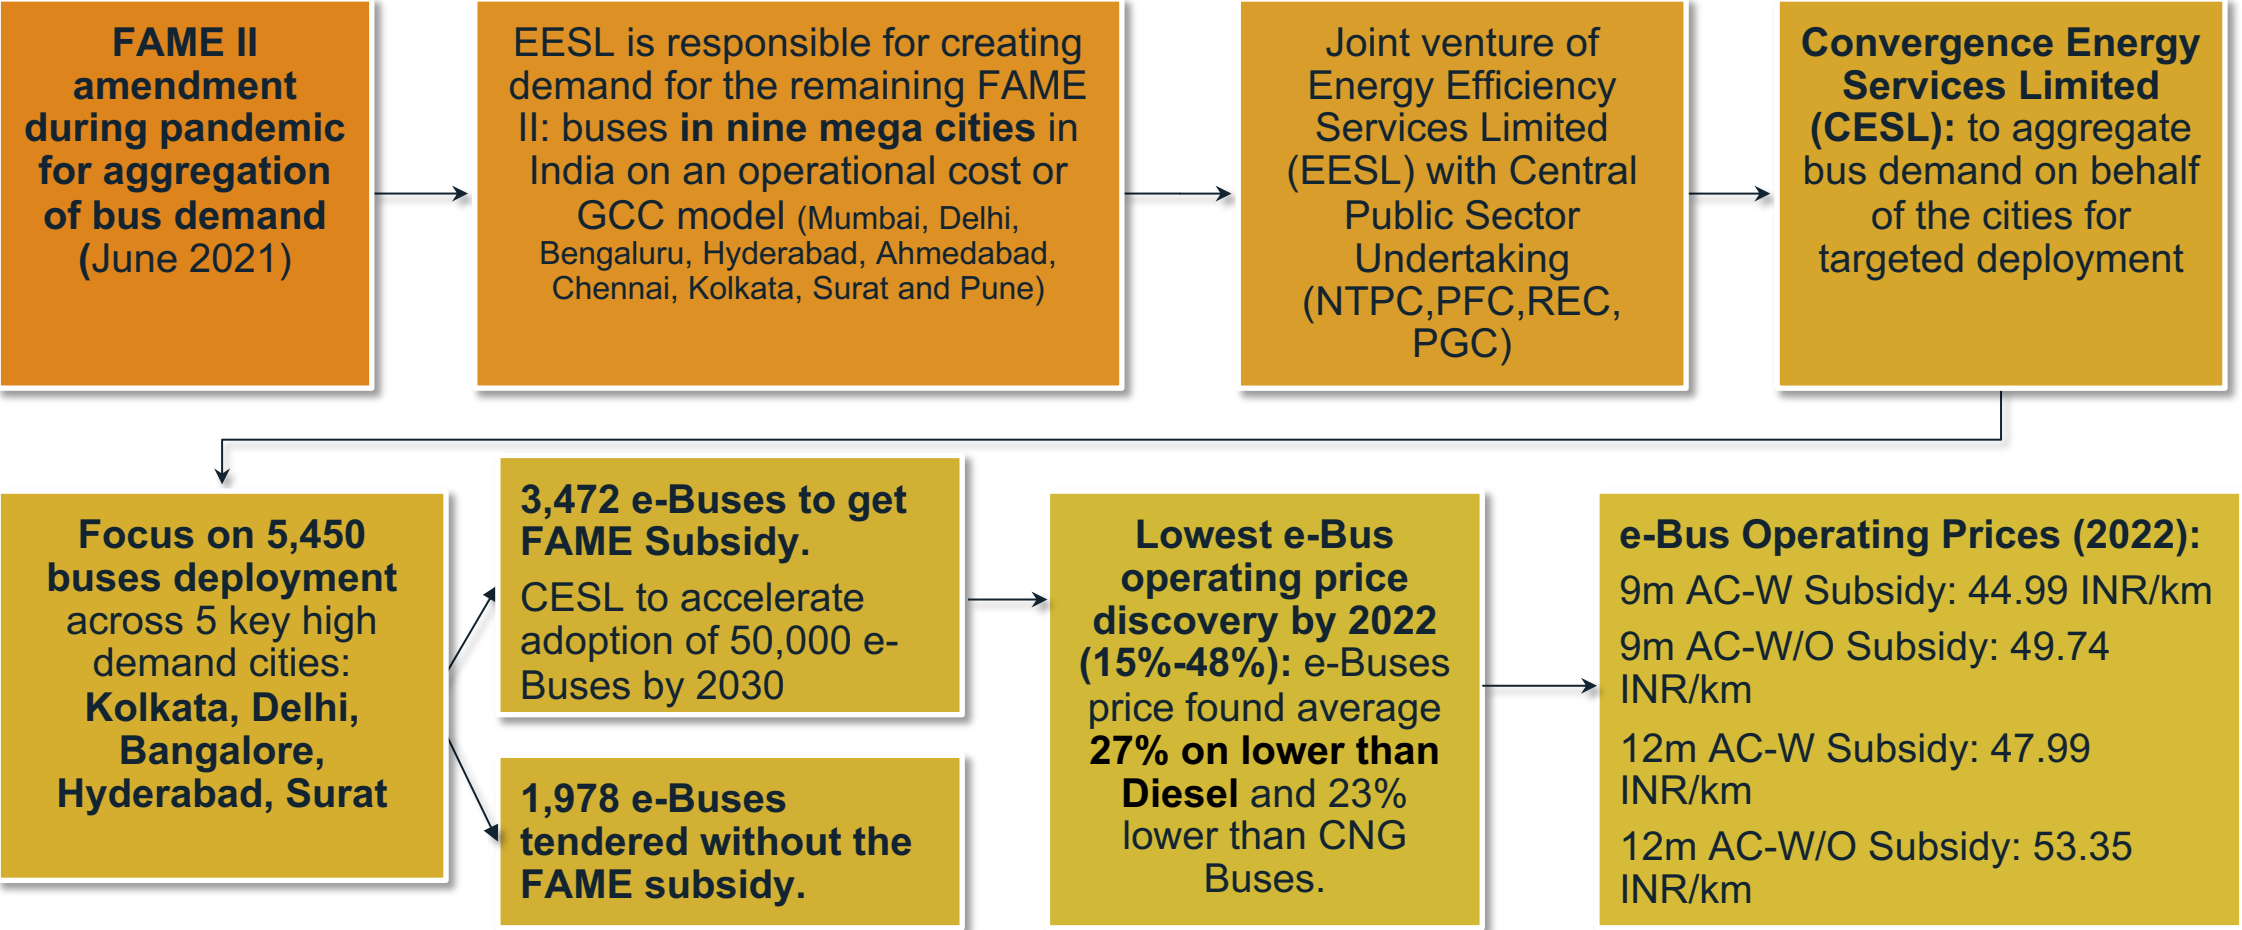 FAME II
amendment
during pandemic
for aggregation
of bus demand
(June 2021)
EESL is responsible for creating
demand for the remaining FAME
II: buses in nine mega cities in
India on an operational cost or
GCC model (Mumbai, Delhi,
Bengaluru, Hyderabad, Ahmedabad,
Chennai, Kolkata, Surat and Pune)
Joint venture of
Energy Efficiency
Services Limited
(EESL) with Central
Public Sector
Undertaking
(NTPC,PFC,REC,
PGC)
Convergence Energy
Services Limited
(CESL): to aggregate
bus demand on behalf
of the cities for
targeted deployment
Focus on 5,450
buses deployment
across 5 key high
demand cities:
Kolkata, Delhi,
Bangalore,
Hyderabad, Surat
3,472 e-Buses to get
FAME Subsidy.
CESL to accelerate
adoption of 50,000 e-
Buses by 2030
1,978 e-Buses
tendered without the
FAME subsidy.
Lowest e-Bus
operating price
discovery by 2022
(15%-48%): e-Buses
price found average
27% on lower than
Diesel and 23%
lower than CNG
Buses.
e-Bus Operating Prices (2022):
9m AC-W Subsidy: 44.99 INR/km
9m AC-W/O Subsidy: 49.74
INR/km
12m AC-W Subsidy: 47.99
INR/km
12m AC-W/O Subsidy: 53.35
INR/km